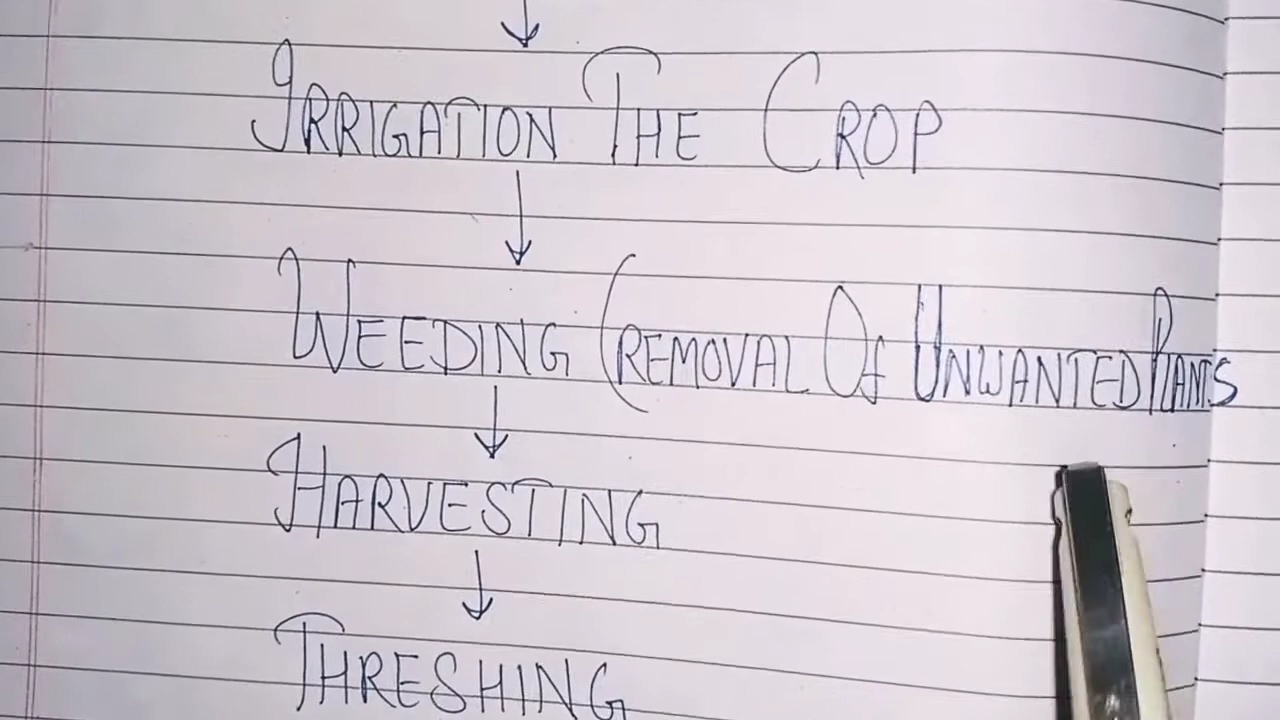 IRRIGATION THE CROP
WEEDING (REMOVAL OF UNWANTED PLANTS
HARVESTING
THRESHING